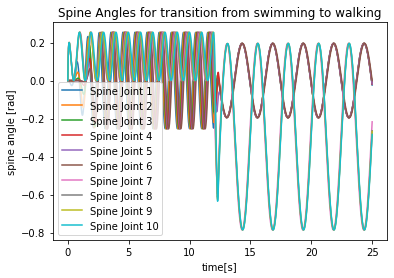 Spine Angles for transition from swimming to walking
spine angle [rad]
0.2
0.0
−0.2
−0.4
−0.6
−0.8
Spine Joint 1
Spine Joint 2
Spine Joint 3
Spine Joint 4
Spine Joint 5
Spine Joint 6
Spine Joint 7
Spine Joint 8
Spine Joint 9
Spine Joint 10
0 5 10 15 20 25
time[s]